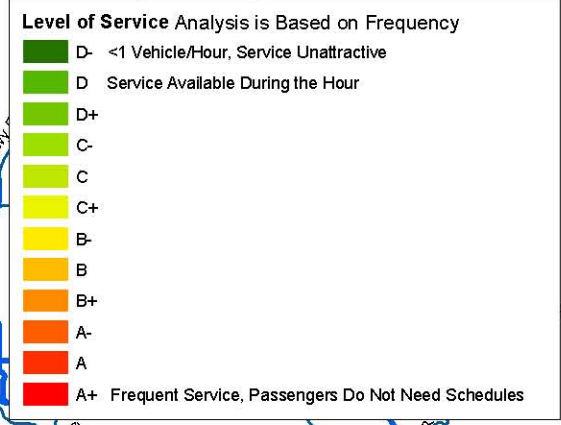 Level of Service Analysis is Based on Frequency
D- <1 Vehicle/Hour, Service Unattractive
D Service Available During the Hour
D+
C-
C
C+
B-
B
B+
A-
A
A+ Frequent Service, Passengers Do Not Need Schedules